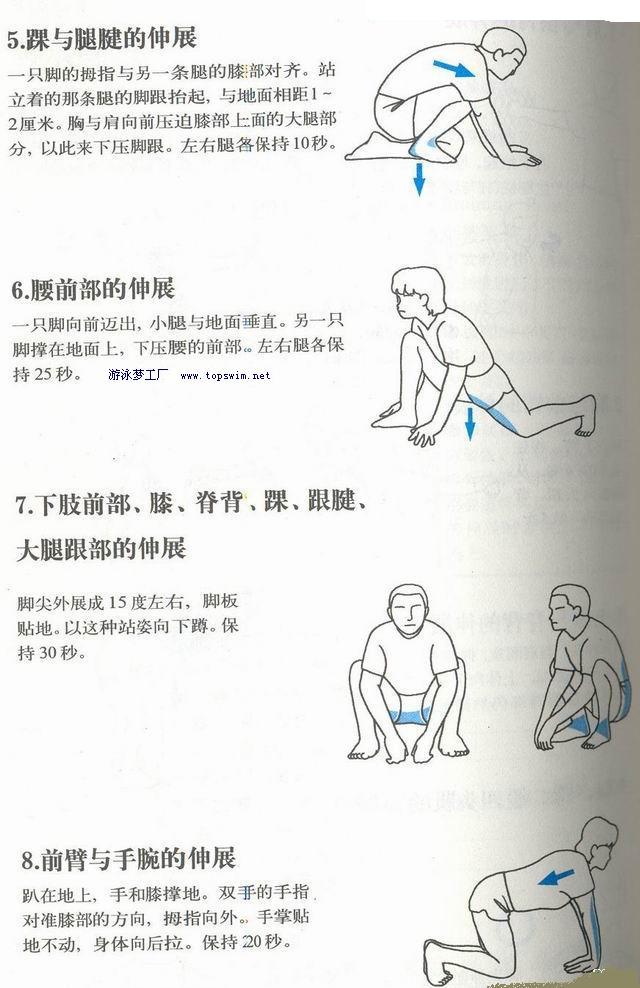 5.踝与腿腱的伸展
一只脚的拇指与另一条腿的膝部对齐。站
立着的那条腿的脚跟抬起，与地面相距1~
2厘米。胸与肩向前压迫膝部上面的大腿部
分，以此来下压脚跟。左右腿各保持10秒。
6.腰前部的伸展
一只脚向前迈出，小腿与地面垂直。另一只
脚撑在地面上，下压腰的前部。左右腿各保
持25秒。 游泳梦工厂 www.topswim.net
7.下肢前部、膝、脊背、踝、跟腱、
大腿跟部的伸展
脚尖外展成15度左右，脚板
贴地。以这种站姿向下蹲。保
持30秒。
8.前臂与手腕的伸展
趴在地上，手和膝撑地。双手的手指
对准膝部的方向，拇指向外。手掌贴
地不动，身体向后拉。保持20秒。